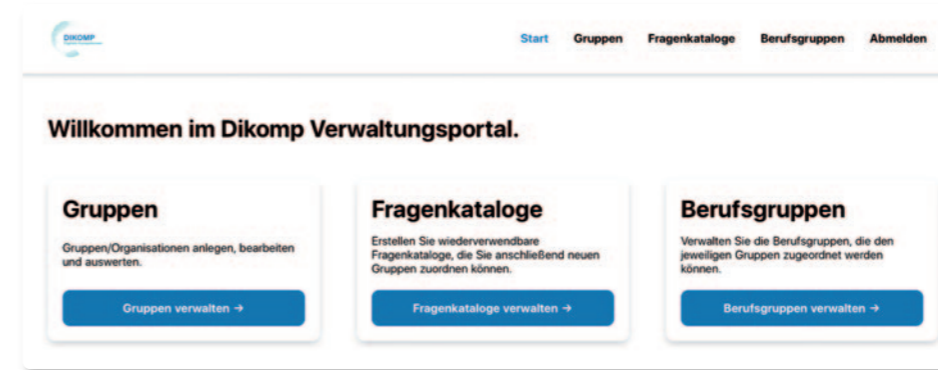 DIKOMP
Start Gruppen Fragenkataloge Berufsgruppen Abmelden
Willkommen im Dikomp Verwaltungsportal.
Gruppen
Gruppen/Organisationen anlegen, bearbeiten
und auswerten.
Gruppen verwalten →
Fragenkataloge
Erstellen Sie wiederverwendbare
Fragenkataloge, die Sie anschließend neuen
Gruppen zuordnen können.
Fragenkataloge verwalten →
Berufsgruppen
Verwalten Sie die Berufsgruppen, die den
jeweiligen Gruppen zugeordnet werden
können.
Berufsgruppen verwalten →